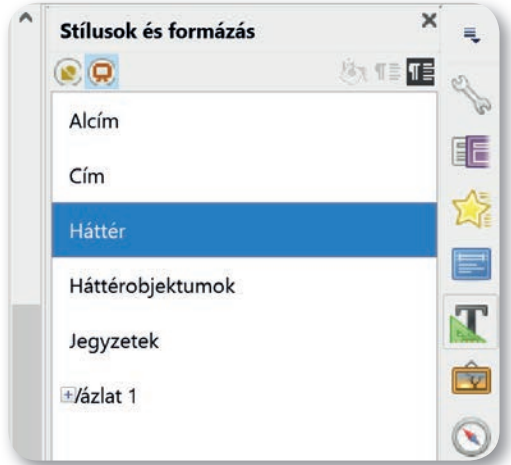 Stílusok és formázás
Alcím
Cím
Háttér
Háttérobjektumok
Jegyzetek
Vázlat 1